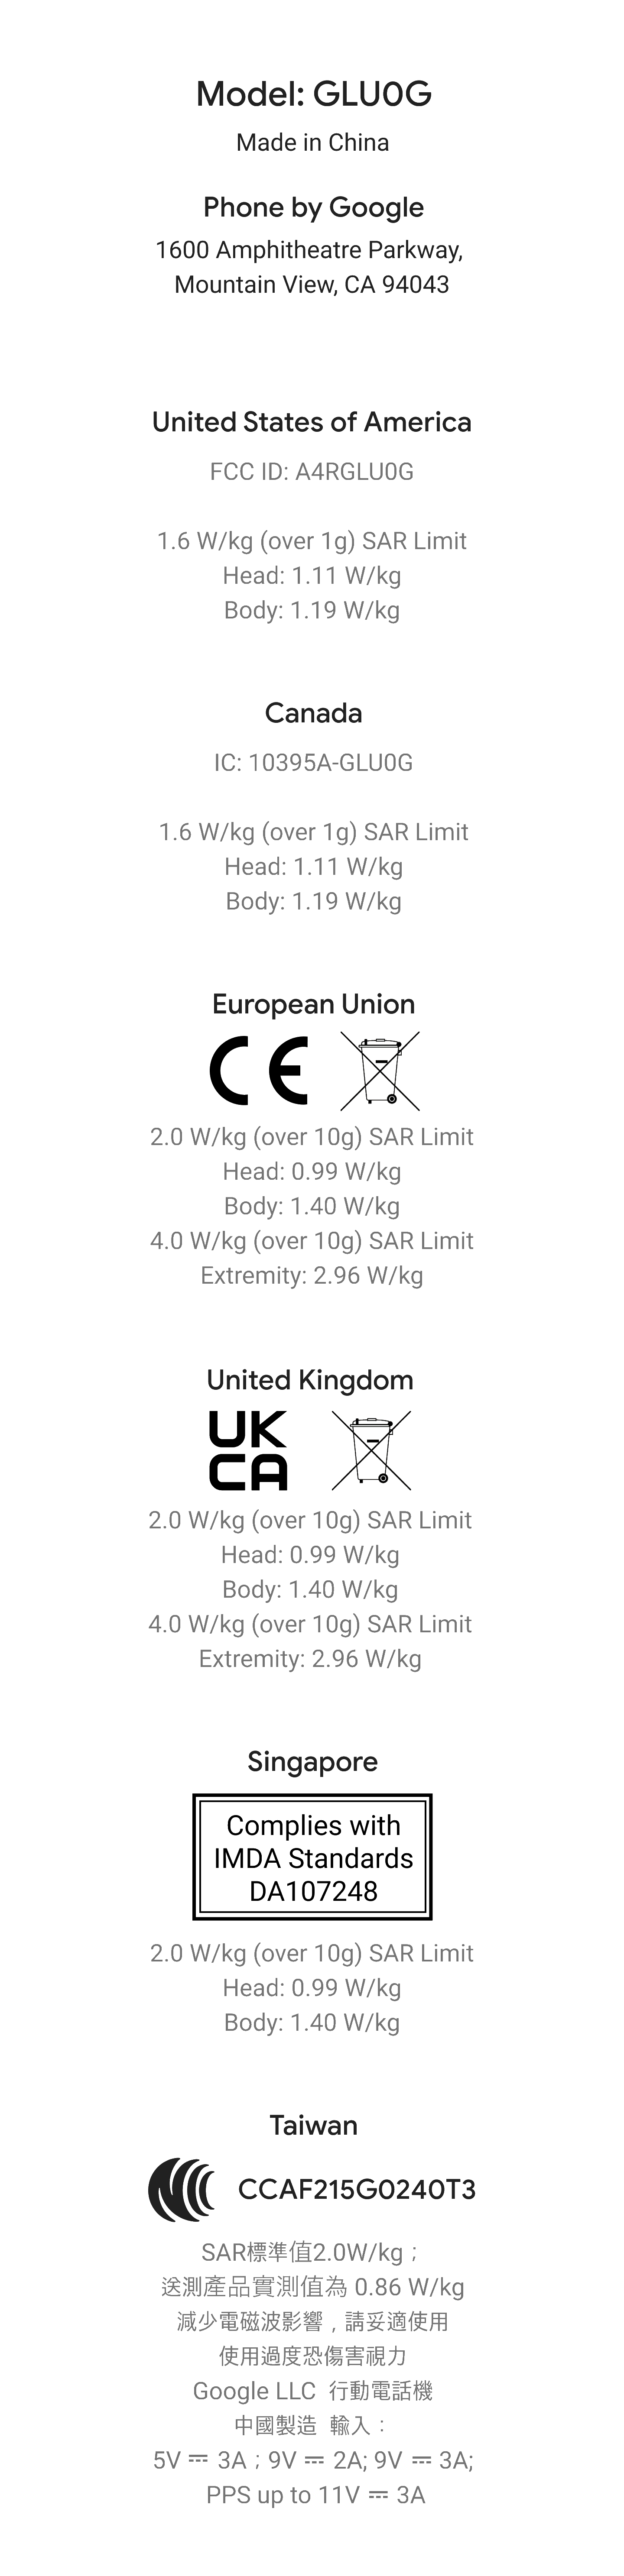 Model: GLU0G
Made in China
Phone by Google
1600 Amphitheatre Parkway,
Mountain View, CA 94043
United States of America
FCC ID: A4RGLU0G
1.6 W/kg (over 1g) SAR Limit
Head: 1.11 W/kg
Body: 1.19 W/kg
Canada
IC: 10395A-GLU0G
1.6 W/kg (over 1g) SAR Limit
Head: 1.11 W/kg
Body: 1.19 W/kg
European Union
CE
2.0 W/kg (over 10g) SAR Limit
Head: 0.99 W/kg
Body: 1.40 W/kg
4.0 W/kg (over 10g) SAR Limit
Extremity: 2.96 W/kg
United Kingdom
UK
CA
2.0 W/kg (over 10g) SAR Limit
Head: 0.99 W/kg
Body: 1.40 W/kg
4.0 W/kg (over 10g) SAR Limit
Extremity: 2.96 W/kg
Singapore
Complies with
IMDA Standards
DA107248
2.0 W/kg (over 10g) SAR Limit
Head: 0.99 W/kg
Body: 1.40 W/kg
Taiwan
CCAF215G0240T3
SAR標準值2.0W/kg；
送測產品實測值為 0.86 W/kg
減少電磁波影響，請妥適使用
使用過度恐傷害視力
Google LLC 行動電話機
中國製造 輸入：
5V ⎓ 3A；9V ⎓ 2A; 9V ⎓ 3A;
PPS up to 11V ⎓ 3A